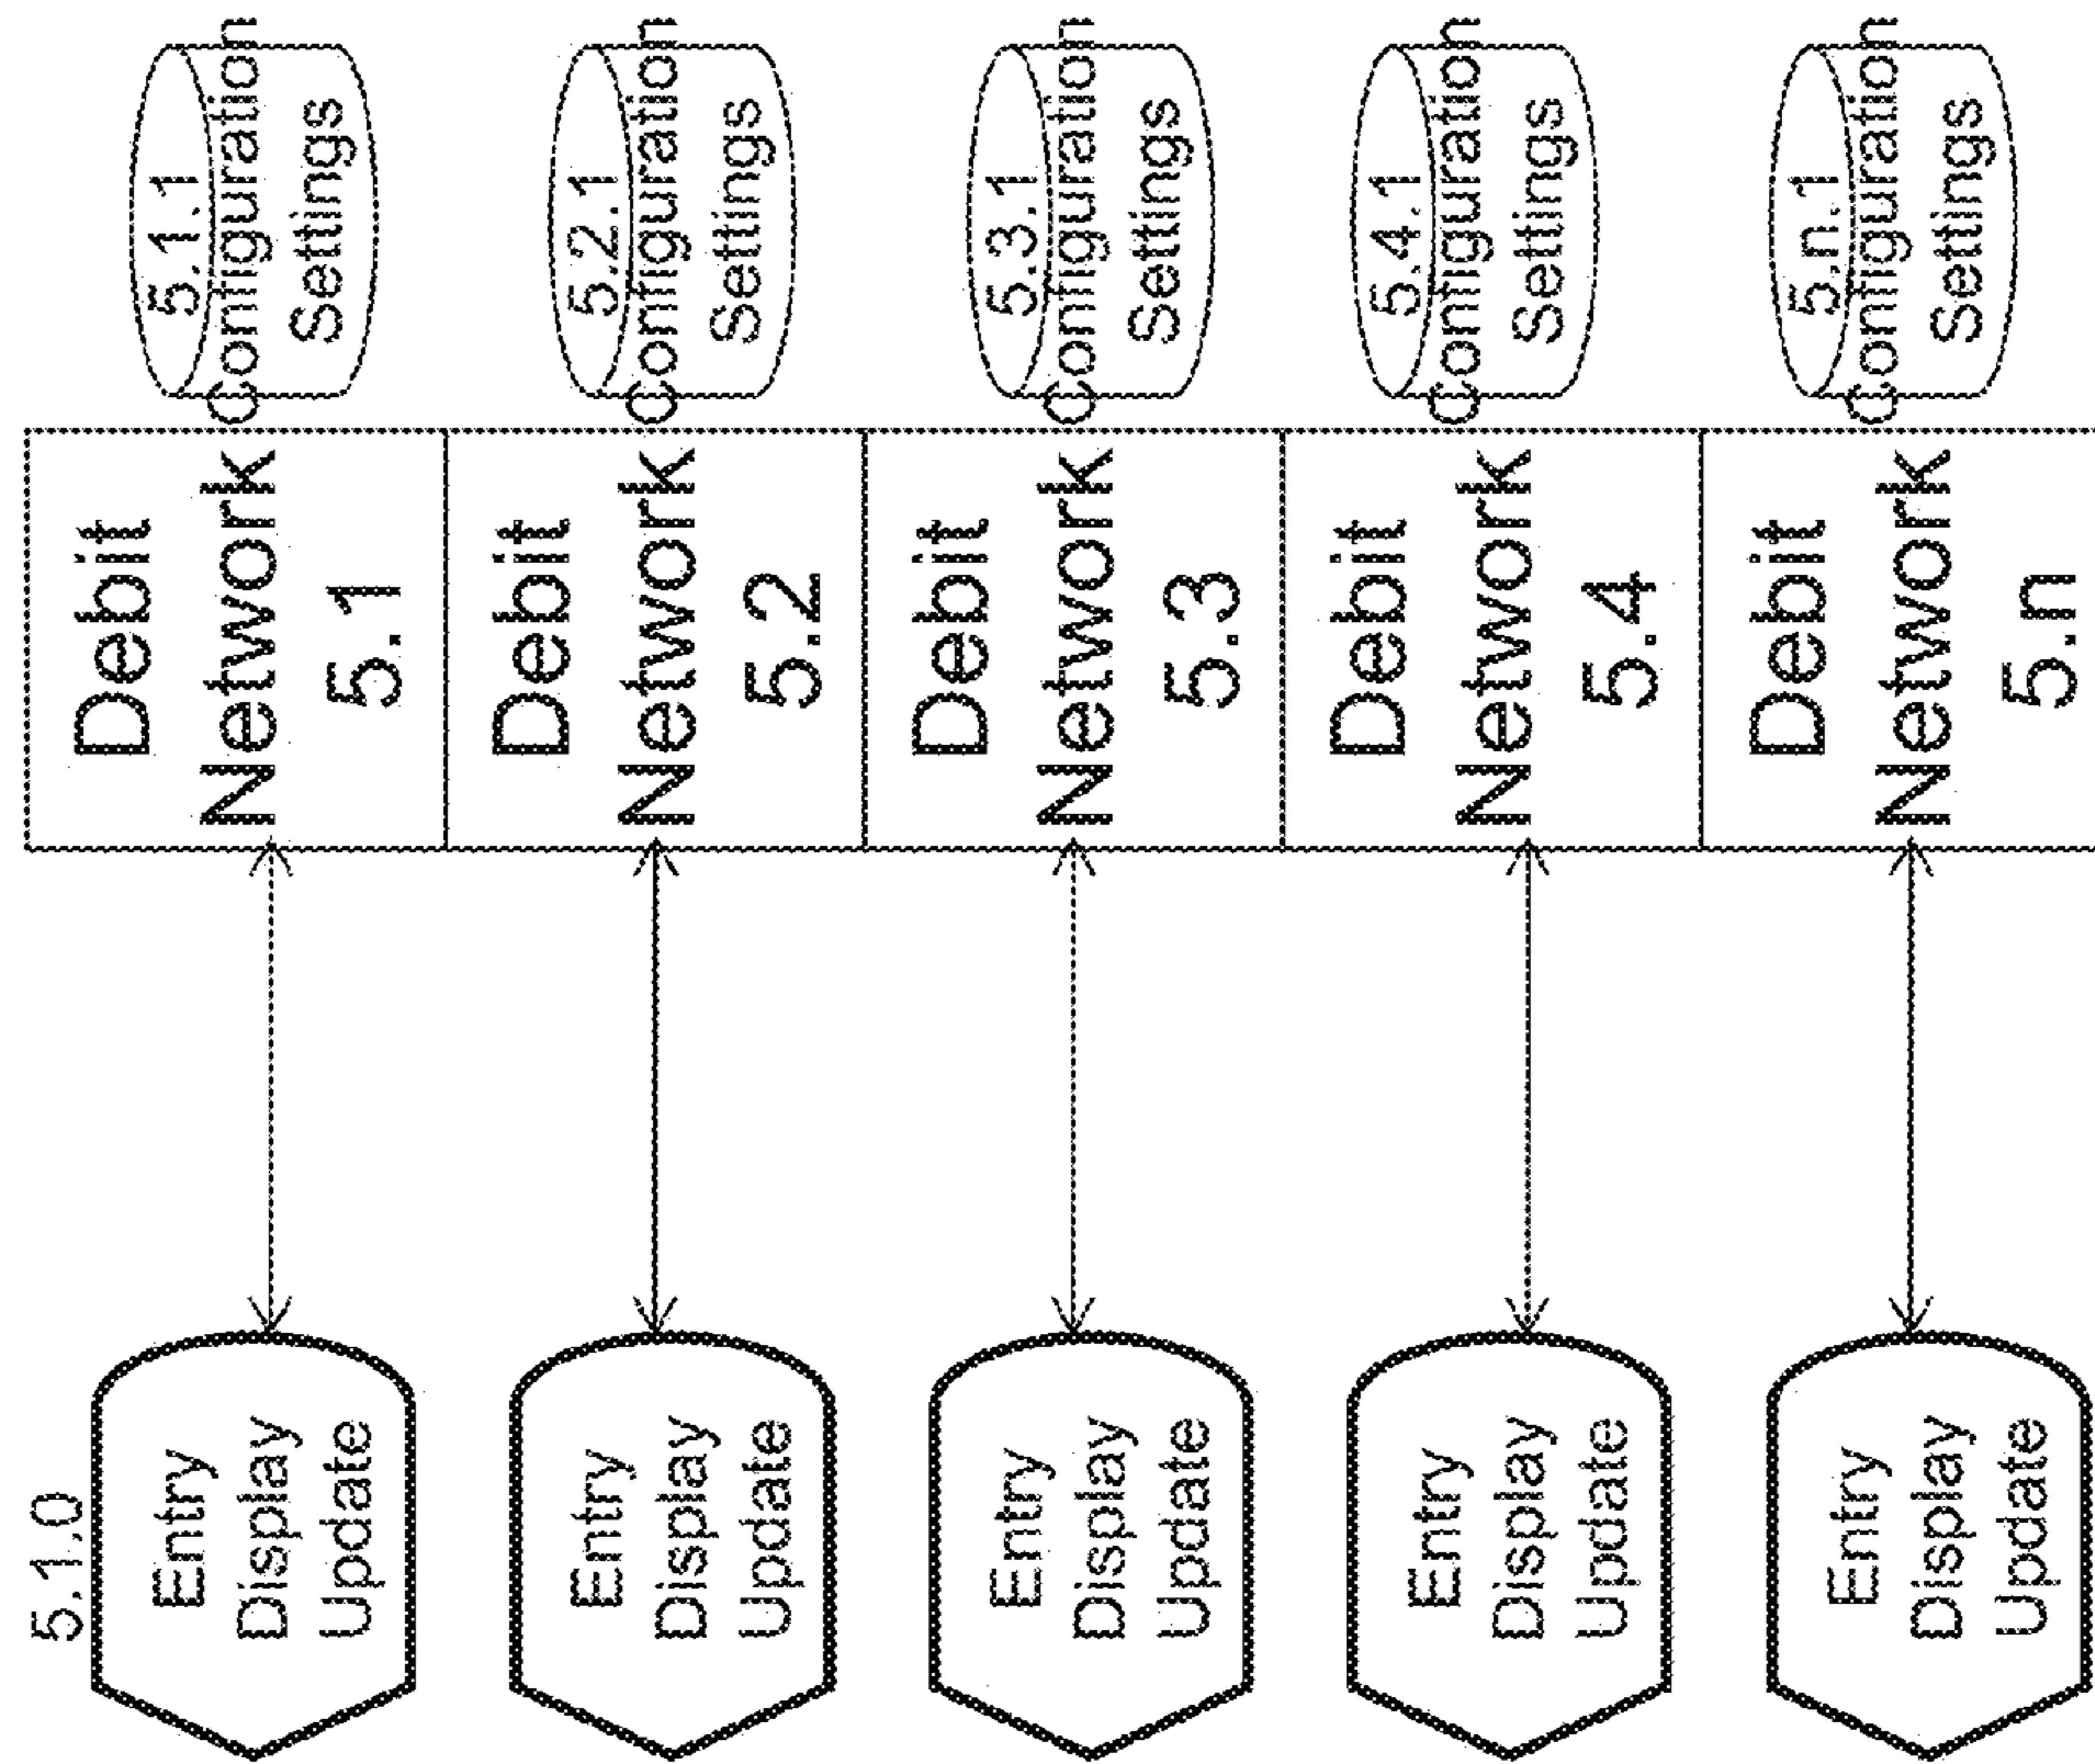 5.1.1
Configuration
Settings
5.2.1
Configuration
Settings
5.3.1
Configuration
Settings
5.4.1
Configuration
Settings
5.n.1
Configuration
Settings
Debit
Network
5.1
Debit
Network
5.2
Debit
Network
5.3
Debit
Network
5.4
Debit
Network
5.n
5.1.0
Entry
Display
Update
Entry
Display
Update
Entry
Display
Update
Entry
Display
Update
Entry
Display
Update